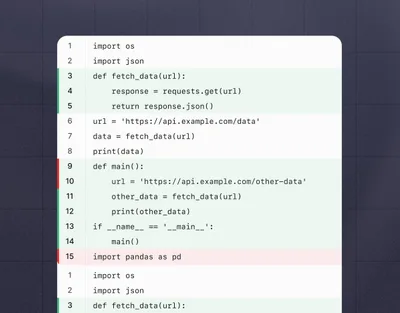 1 import os
2 import json
3 def fetch_data(url):
4     response = requests.get(url)
5     return response.json()
6 url = 'https://api.example.com/data'
7 data = fetch_data(url)
8 print(data)
9 def main():
10     url = 'https://api.example.com/other-data'
11     other_data = fetch_data(url)
12     print(other_data)
13 if __name__ == '__main__':
14     main()
15 import pandas as pd
1 import os
2 import json
3 def fetch_data(url):